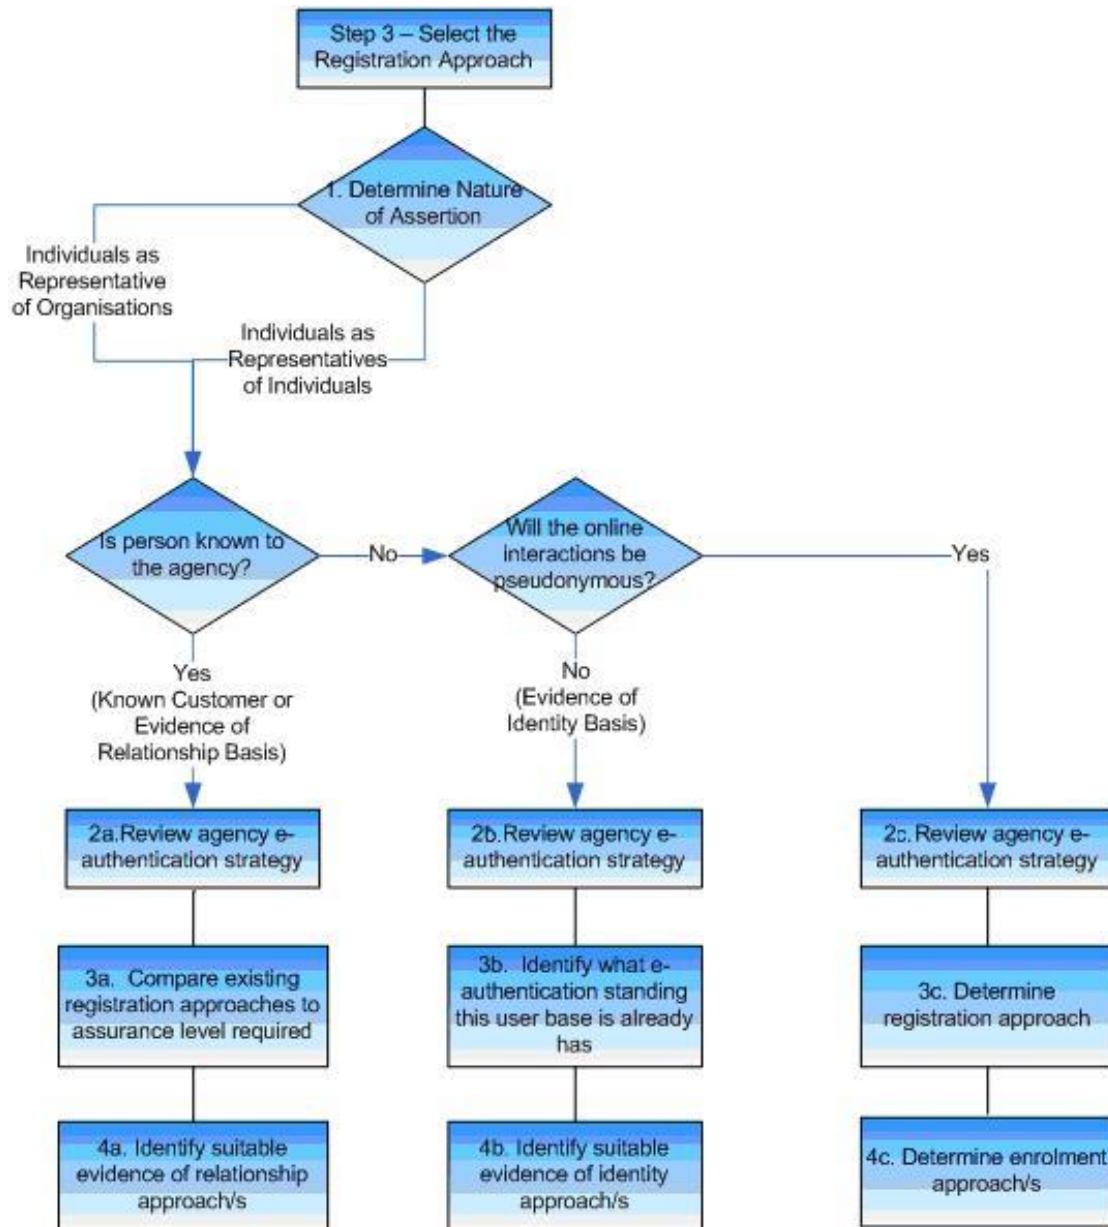 Step 3 – Select the
Registration Approach
1. Determine Nature
of Assertion
Individuals as
Representative
of Organisations
Individuals as
Representatives
of Individuals
Is person known to
the agency?
No
Will the online
interactions be
pseudonymous?
Yes
Yes
(Known Customer or
Evidence of
Relationship Basis)
No
(Evidence of
Identity Basis)
2a.Review agency e-
authentication strategy
2b.Review agency e-
authentication strategy
2c. Review agency e-
authentication strategy
3a. Compare existing
registration approaches to
assurance level required
3b. Identify what e-
authentication standing
this user base is already
has
3c. Determine
registration approach
4a. Identify suitable
evidence of relationship
approach/s
4b. Identify suitable
evidence of identity
approach/s
4c. Determine enrolment
approach/s